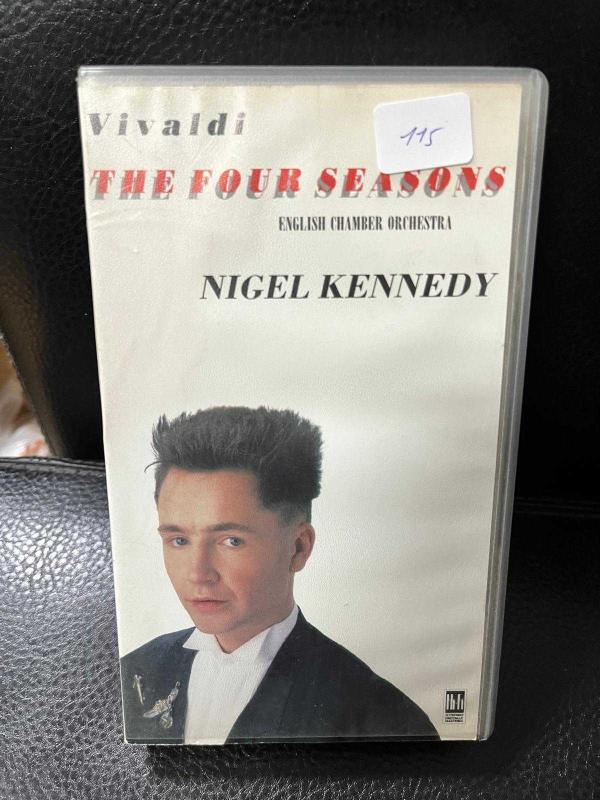 Vivaldi
115
THE FOUR SEASONS
ENGLISH CHAMBER ORCHESTRA
NIGEL KENNEDY